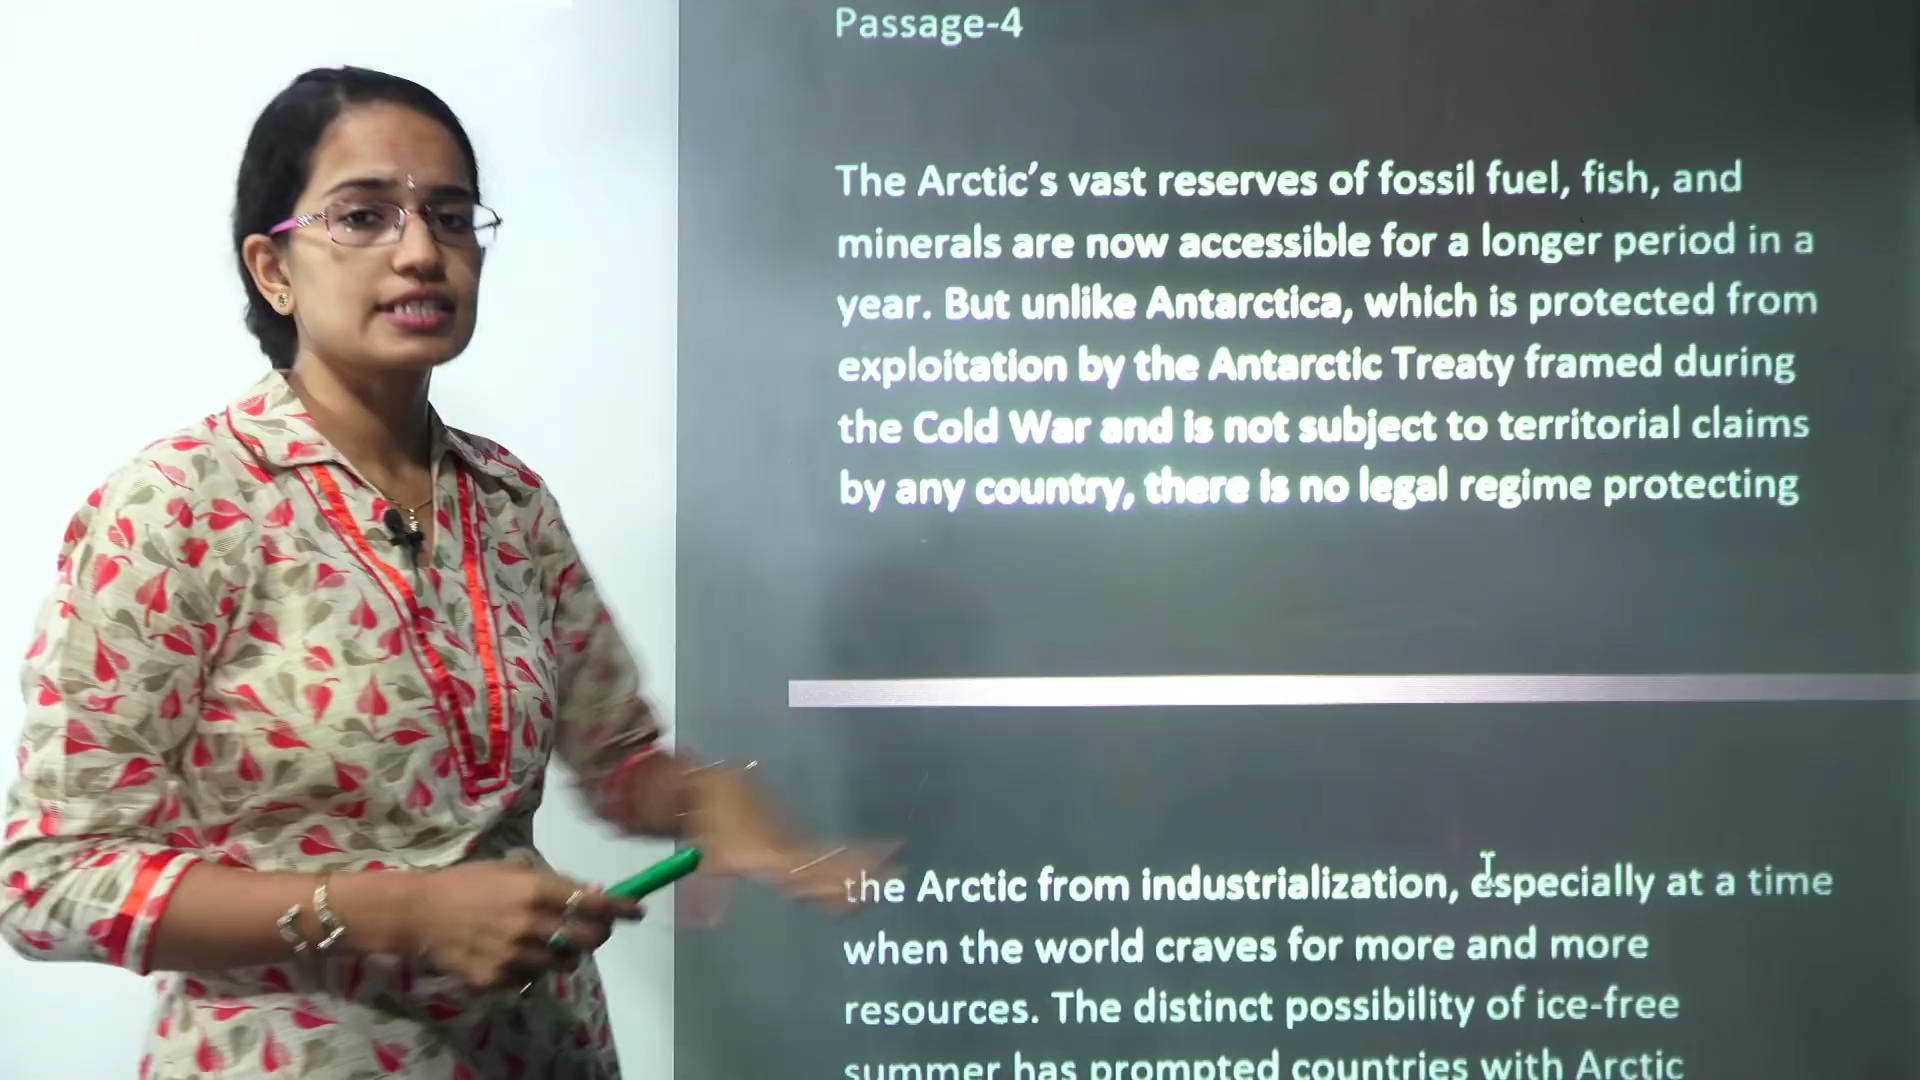 Passage-4
The Arctic’s vast reserves of fossil fuel, fish, and
minerals are now accessible for a longer period in a
year. But unlike Antarctica, which is protected from
exploitation by the Antarctic Treaty framed during
the Cold War and is not subject to territorial claims
by any country, there is no legal regime protecting
the Arctic from industrialization, especially at a time
when the world craves for more and more
resources. The distinct possibility of ice-free
summer has prompted countries with Arctic